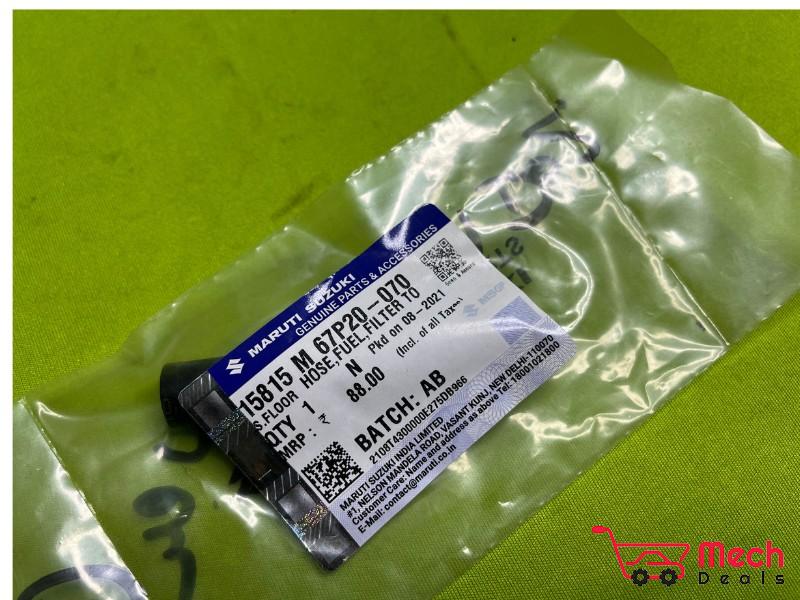 MARUTI SUZUKI
GENUINE PARTS & ACCESSORIES
15815 M 67P20-070
HOSE,FUEL,FILTER TO
S,FLOOR
QTY 1 N Pkd on 08-2021
MRP : ₹ 88.00 (Incl. of all Taxes)
BATCH: AB
2108T4300000E275DB966
MARUTI SUZUKI INDIA LIMITED
#1, NELSON MANDELA ROAD, VASANT KUNJ, NEW DELHI-110070
Customer Care: Name and address as above Tel: 18001021800
E-Mail: contact@maruti.co.in
Mech
Deals